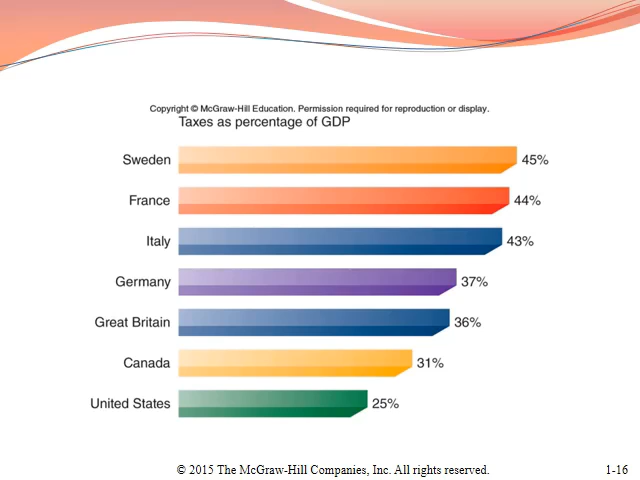 Copyright © McGraw-Hill Education. Permission required for reproduction or display.
Taxes as percentage of GDP
Sweden 45%
France 44%
Italy 43%
Germany 37%
Great Britain 36%
Canada 31%
United States 25%
© 2015 The McGraw-Hill Companies, Inc. All rights reserved. 1-16